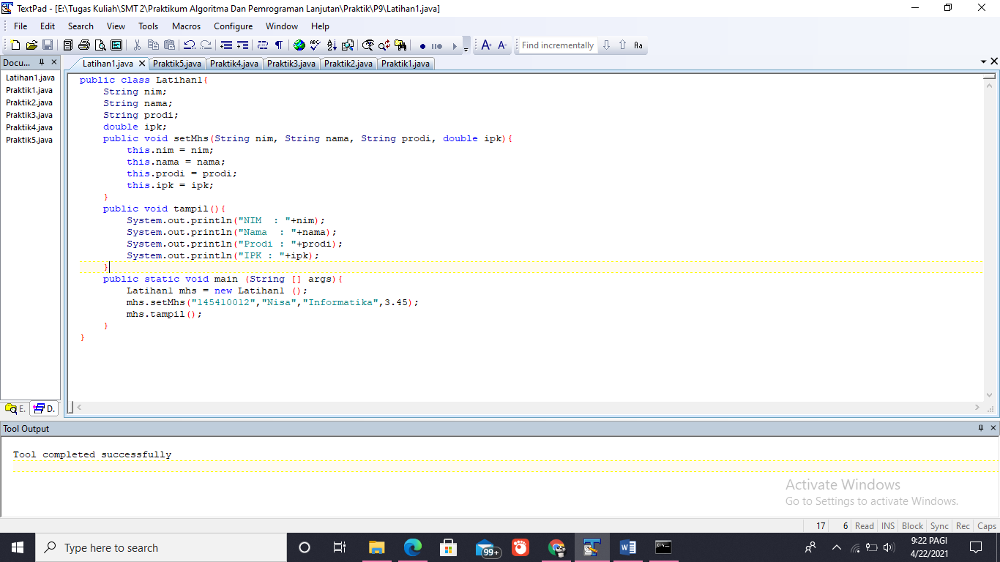 TextPad - [E:\Tugas Kuliah\SMT 2\Praktikum Algoritma Dan Pemrograman Lanjutan\Praktik\P9\Latihan1.java]
File Edit Search View Tools Macros Configure Window Help
Find incrementally
Docu...
Latihan1.java Praktik5.java Praktik4.java Praktik3.java Praktik2.java Praktik1.java
Latihan1.java
Praktik1.java
Praktik2.java
Praktik3.java
Praktik4.java
Praktik5.java
E. D.
public class Latihan1{
    String nim;
    String nama;
    String prodi;
    double ipk;
    public void setMhs(String nim, String nama, String prodi, double ipk){
        this.nim = nim;
        this.nama = nama;
        this.prodi = prodi;
        this.ipk = ipk;
    }
    public void tampil(){
        System.out.println("NIM  : "+nim);
        System.out.println("Nama  : "+nama);
        System.out.println("Prodi : "+prodi);
        System.out.println("IPK : "+ipk);
    }
    public static void main (String [] args){
        Latihan1 mhs = new Latihan1 ();
        mhs.setMhs("145410012","Nisa","Informatika",3.45);
        mhs.tampil();
    }
}
Tool Output
Tool completed successfully
Activate Windows
Go to Settings to activate Windows.
17 6 Read INS Block Sync Rec Caps
Type here to search
99+
9:22 PAGI
4/22/2021